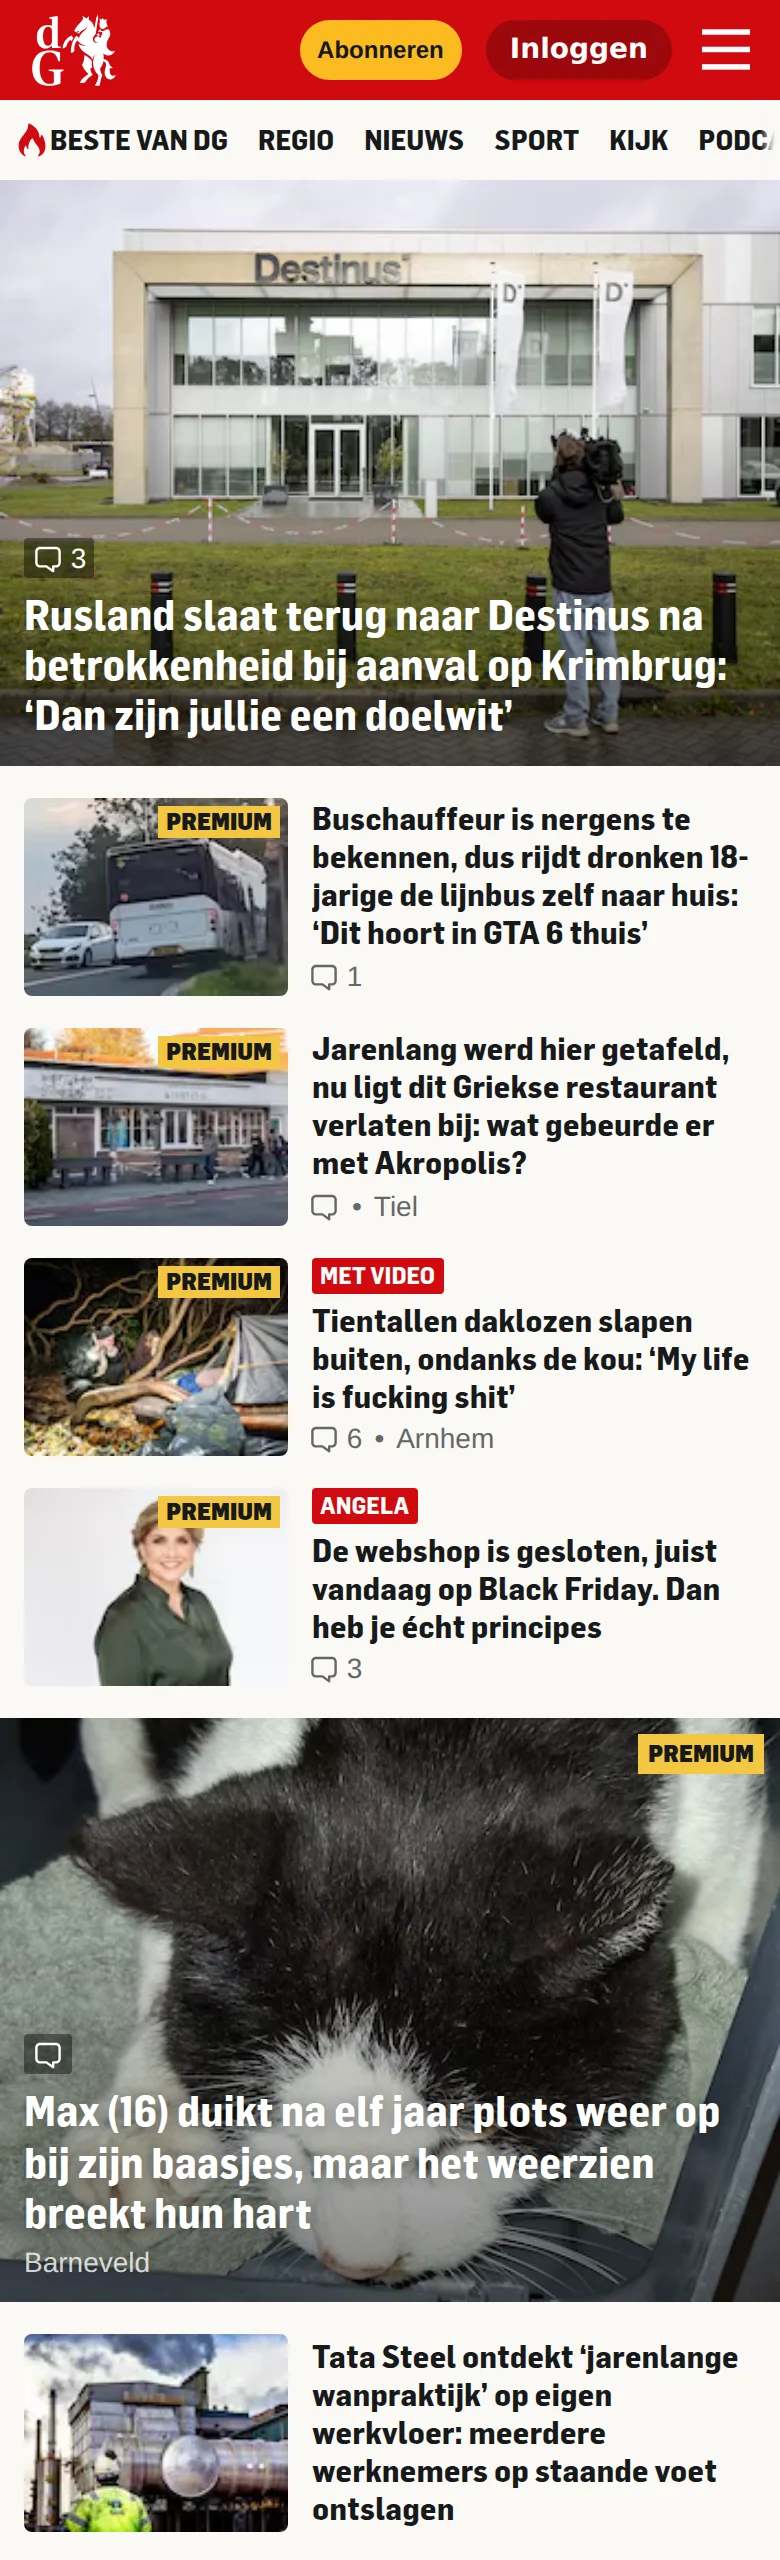 dG
Abonneren
Inloggen
BESTE VAN DG REGIO NIEUWS SPORT KIJK PODCA
Destinus
D
D
3
Rusland slaat terug naar Destinus na
betrokkenheid bij aanval op Krimbrug:
‘Dan zijn jullie een doelwit’
PREMIUM
Buschauffeur is nergens te
bekennen, dus rijdt dronken 18-
jarige de lijnbus zelf naar huis:
‘Dit hoort in GTA 6 thuis’
1
PREMIUM
Jarenlang werd hier getafeld,
nu ligt dit Griekse restaurant
verlaten bij: wat gebeurde er
met Akropolis?
• Tiel
PREMIUM
MET VIDEO
Tientallen daklozen slapen
buiten, ondanks de kou: ‘My life
is fucking shit’
6 • Arnhem
PREMIUM
ANGELA
De webshop is gesloten, juist
vandaag op Black Friday. Dan
heb je écht principes
3
PREMIUM
Max (16) duikt na elf jaar plots weer op
bij zijn baasjes, maar het weerzien
breekt hun hart
Barneveld
Tata Steel ontdekt ‘jarenlange
wanpraktijk’ op eigen
werkvloer: meerdere
werknemers op staande voet
ontslagen